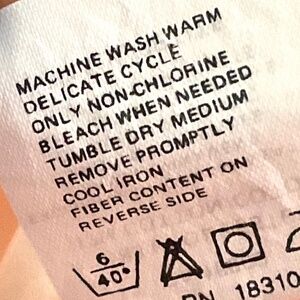 MACHINE WASH WARM
DELICATE CYCLE
ONLY NON-CHLORINE
BLEACH WHEN NEEDED
TUMBLE DRY MEDIUM
REMOVE PROMPTLY
COOL IRON
FIBER CONTENT ON
REVERSE SIDE
6
40°
RN 18310